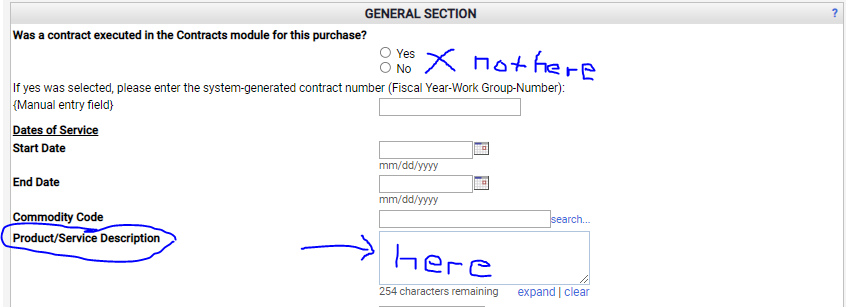 GENERAL SECTION ?
Was a contract executed in the Contracts module for this purchase?
Yes
No
X not here
If yes was selected, please enter the system-generated contract number (Fiscal Year-Work Group-Number):
{Manual entry field}
Dates of Service
Start Date
mm/dd/yyyy
End Date
mm/dd/yyyy
Commodity Code search...
Product/Service Description
here
254 characters remaining expand | clear